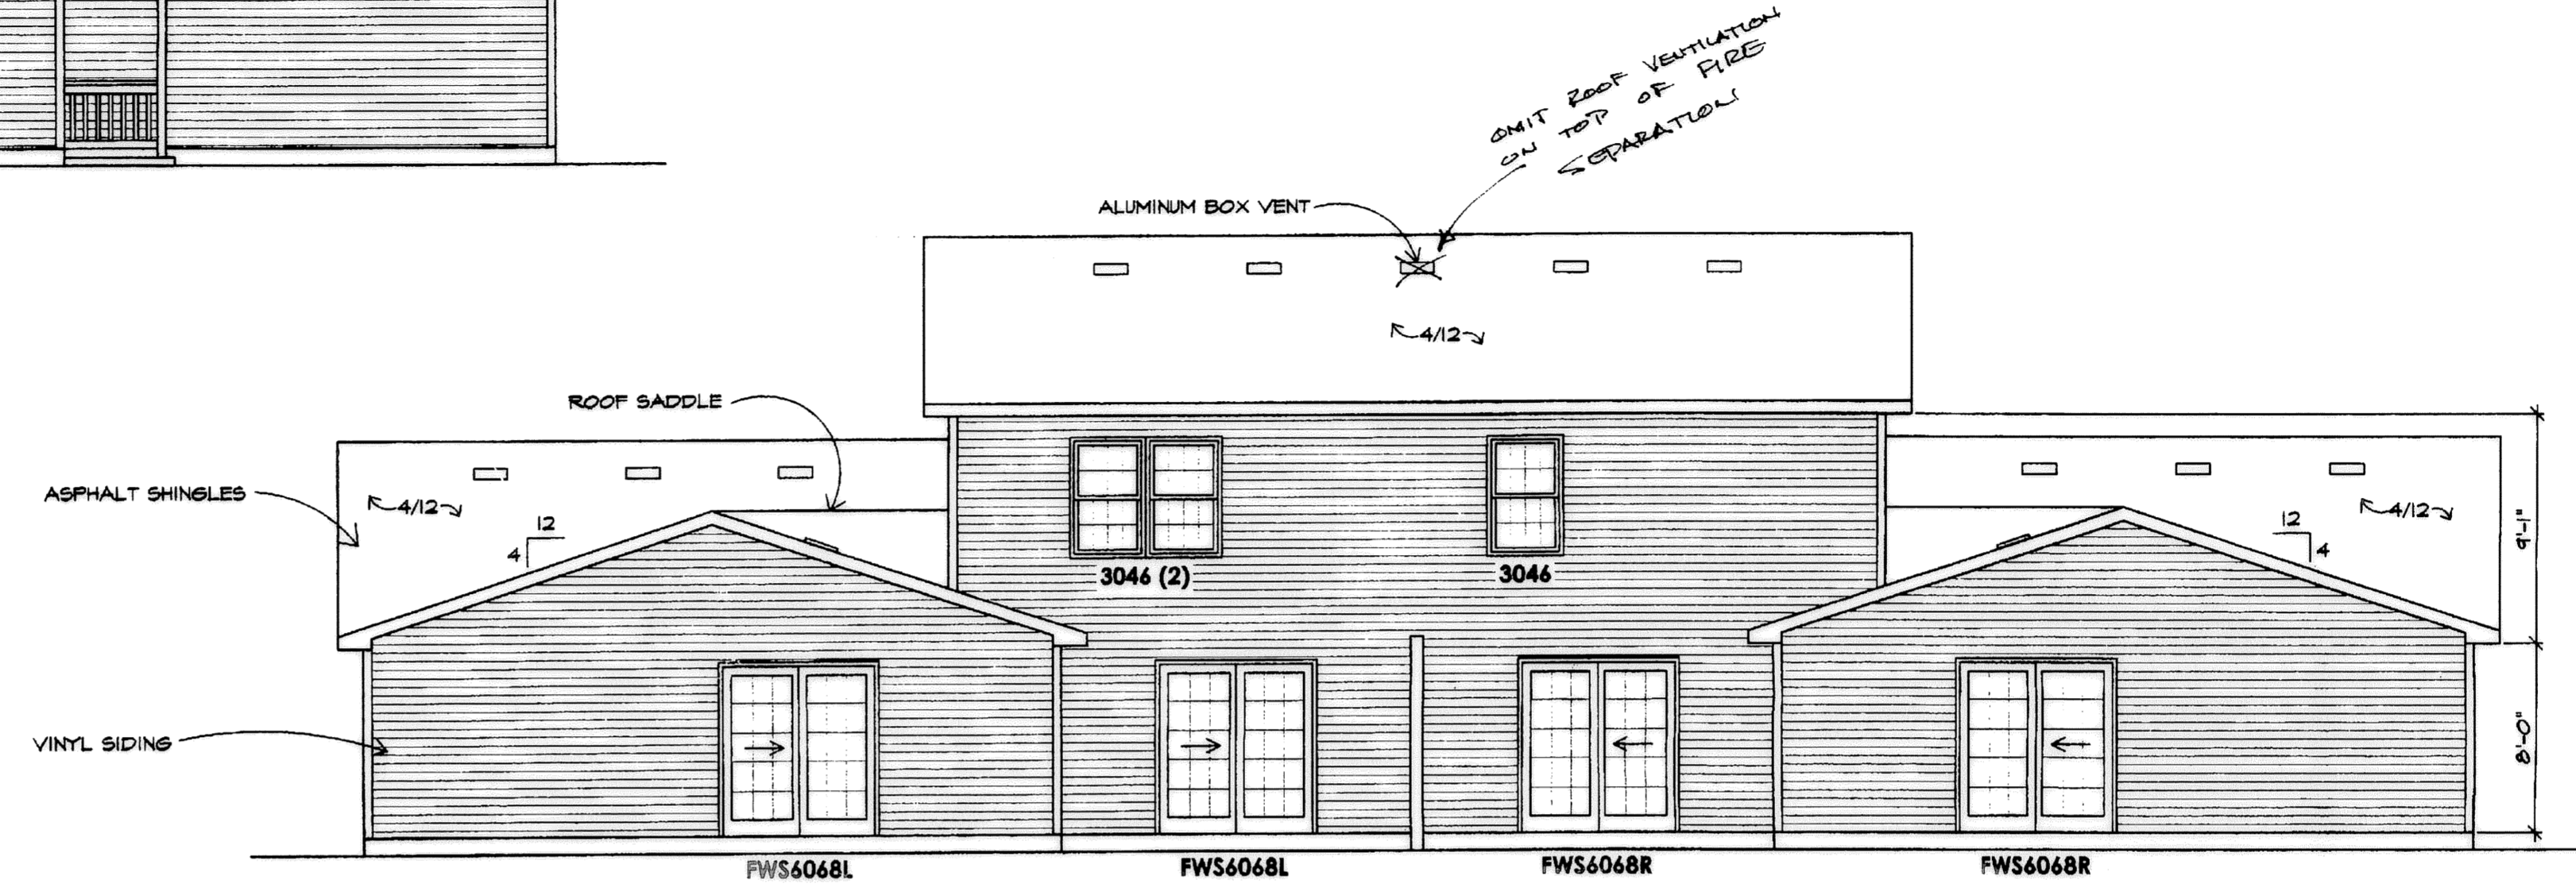 OMIT ROOF VENTILATION
ON TOP OF FIRE
SEPARATION
ALUMINUM BOX VENT
4/12
ROOF SADDLE
ASPHALT SHINGLES
4/12
12
4
3046 (2)
3046
12
4
4/12
9'-1"
VINYL SIDING
8'-0"
FWS6068L
FWS6068L
FWS6068R
FWS6068R